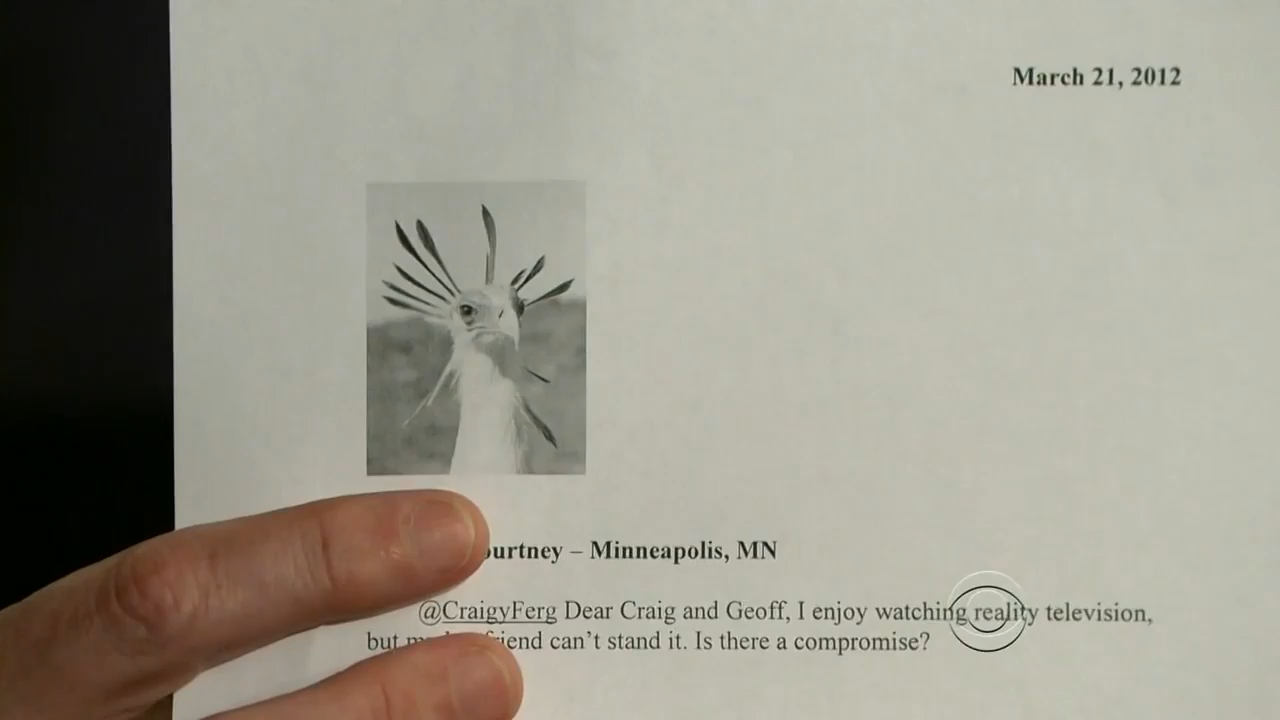 March 21, 2012
ourtney – Minneapolis, MN
@CraigyFerg Dear Craig and Geoff, I enjoy watching reality television,
but friend can't stand it. Is there a compromise?